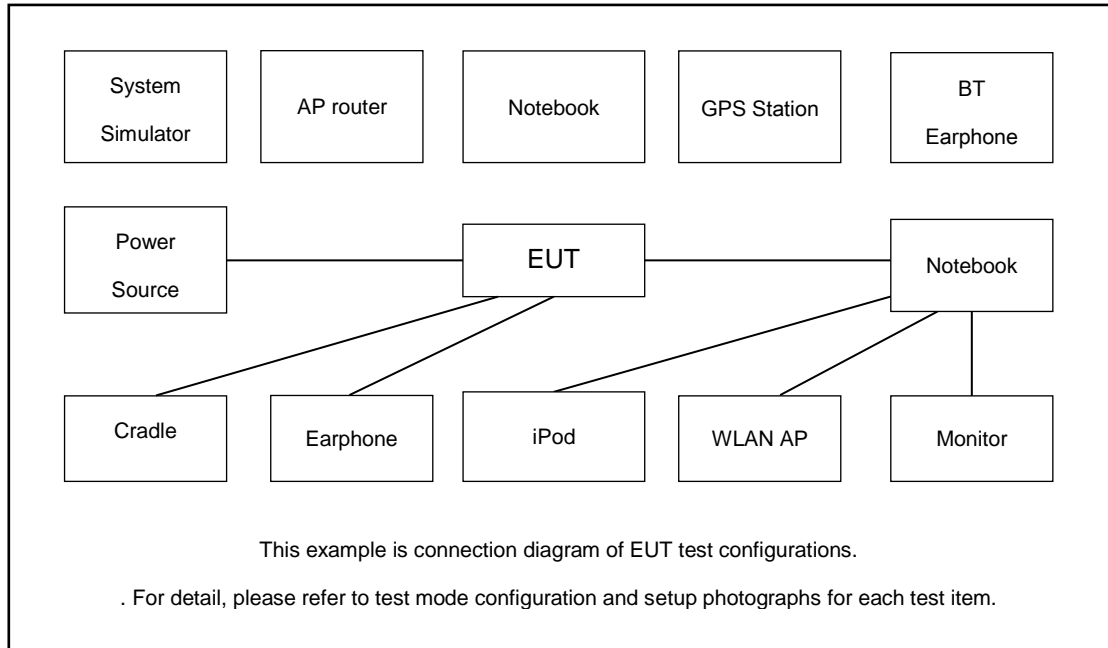 System
Simulator
AP router
Notebook
GPS Station
BT
Earphone
Power
Source
EUT
Notebook
Cradle
Earphone
iPod
WLAN AP
Monitor
This example is connection diagram of EUT test configurations.
. For detail, please refer to test mode configuration and setup photographs for each test item.